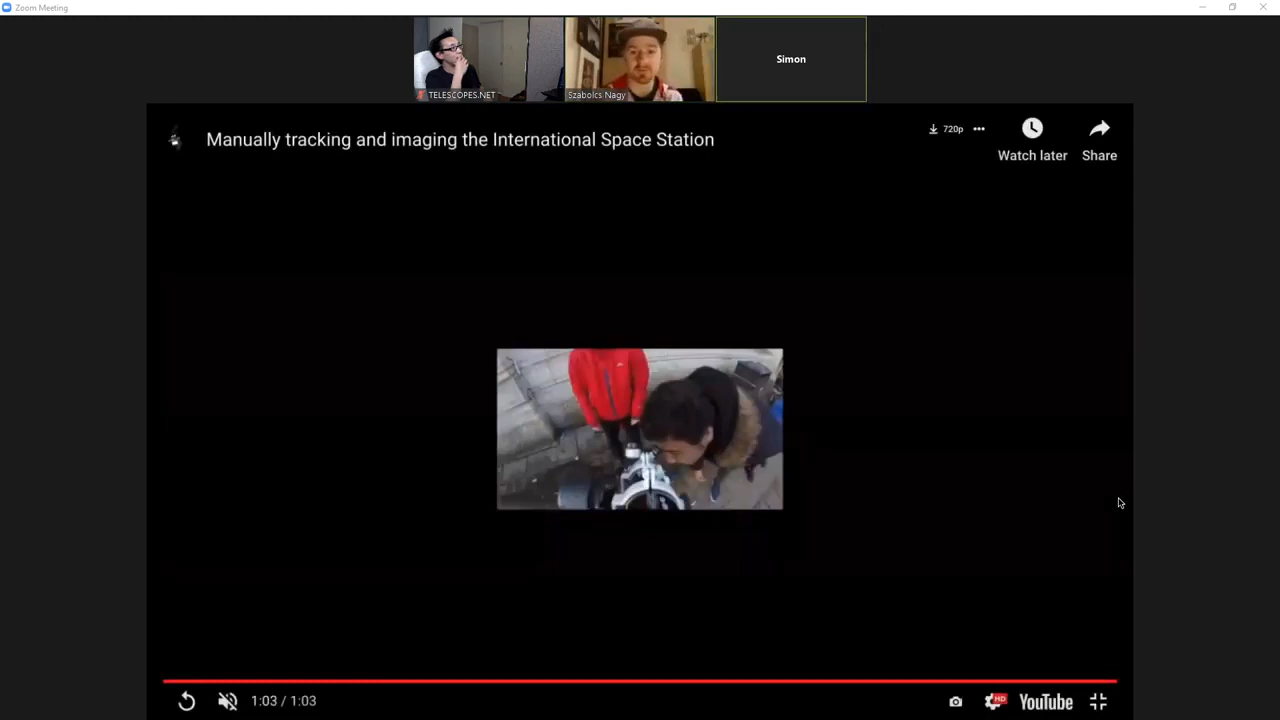 Zoom Meeting
Simon
TELESCOPES.NET
Szabolcs Nagy
Manually tracking and imaging the International Space Station
720p
Watch later
Share
1:03 / 1:03
HD
YouTube